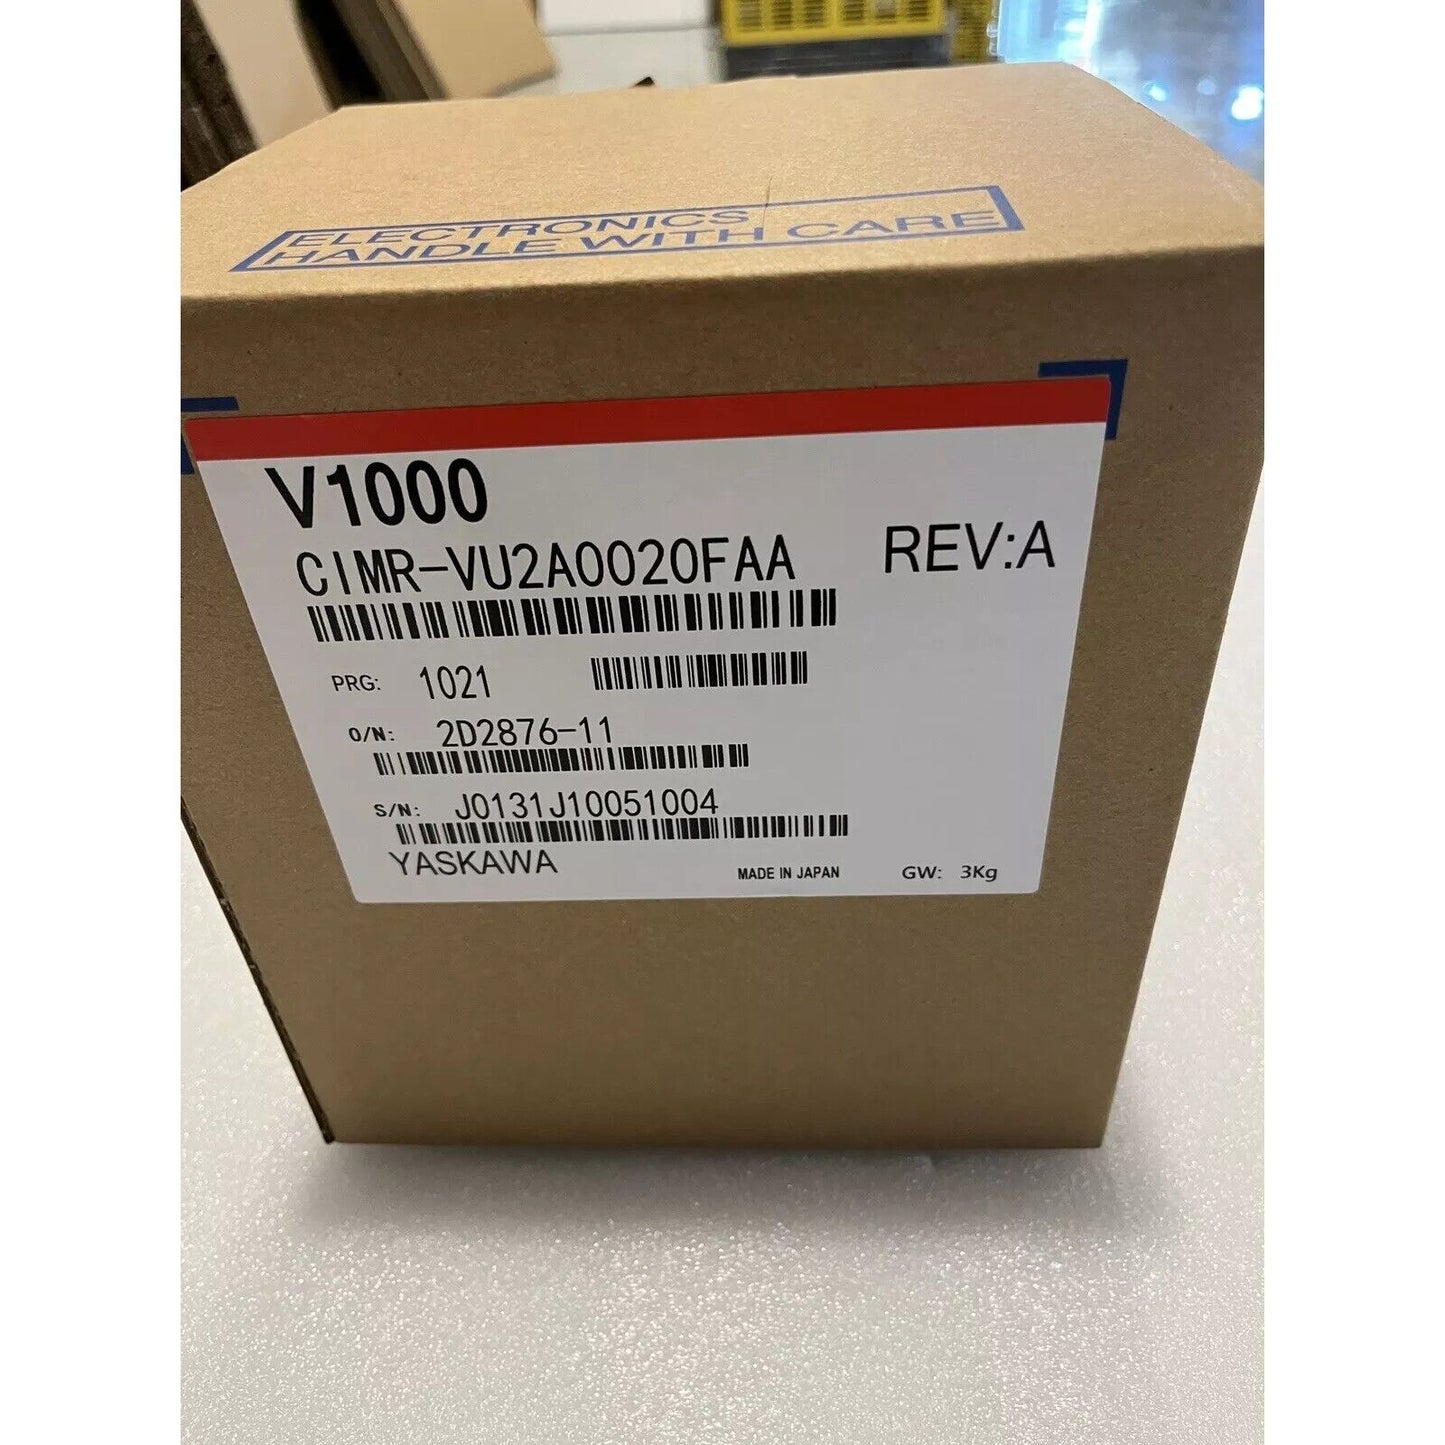 ELECTRONICS
HANDLE WITH CARE
V1000
CIMR-VU2A0020FAA REV:A
PRG: 1021
O/N: 2D2876-11
S/N: J0131J10051004
YASKAWA MADE IN JAPAN GW: 3Kg